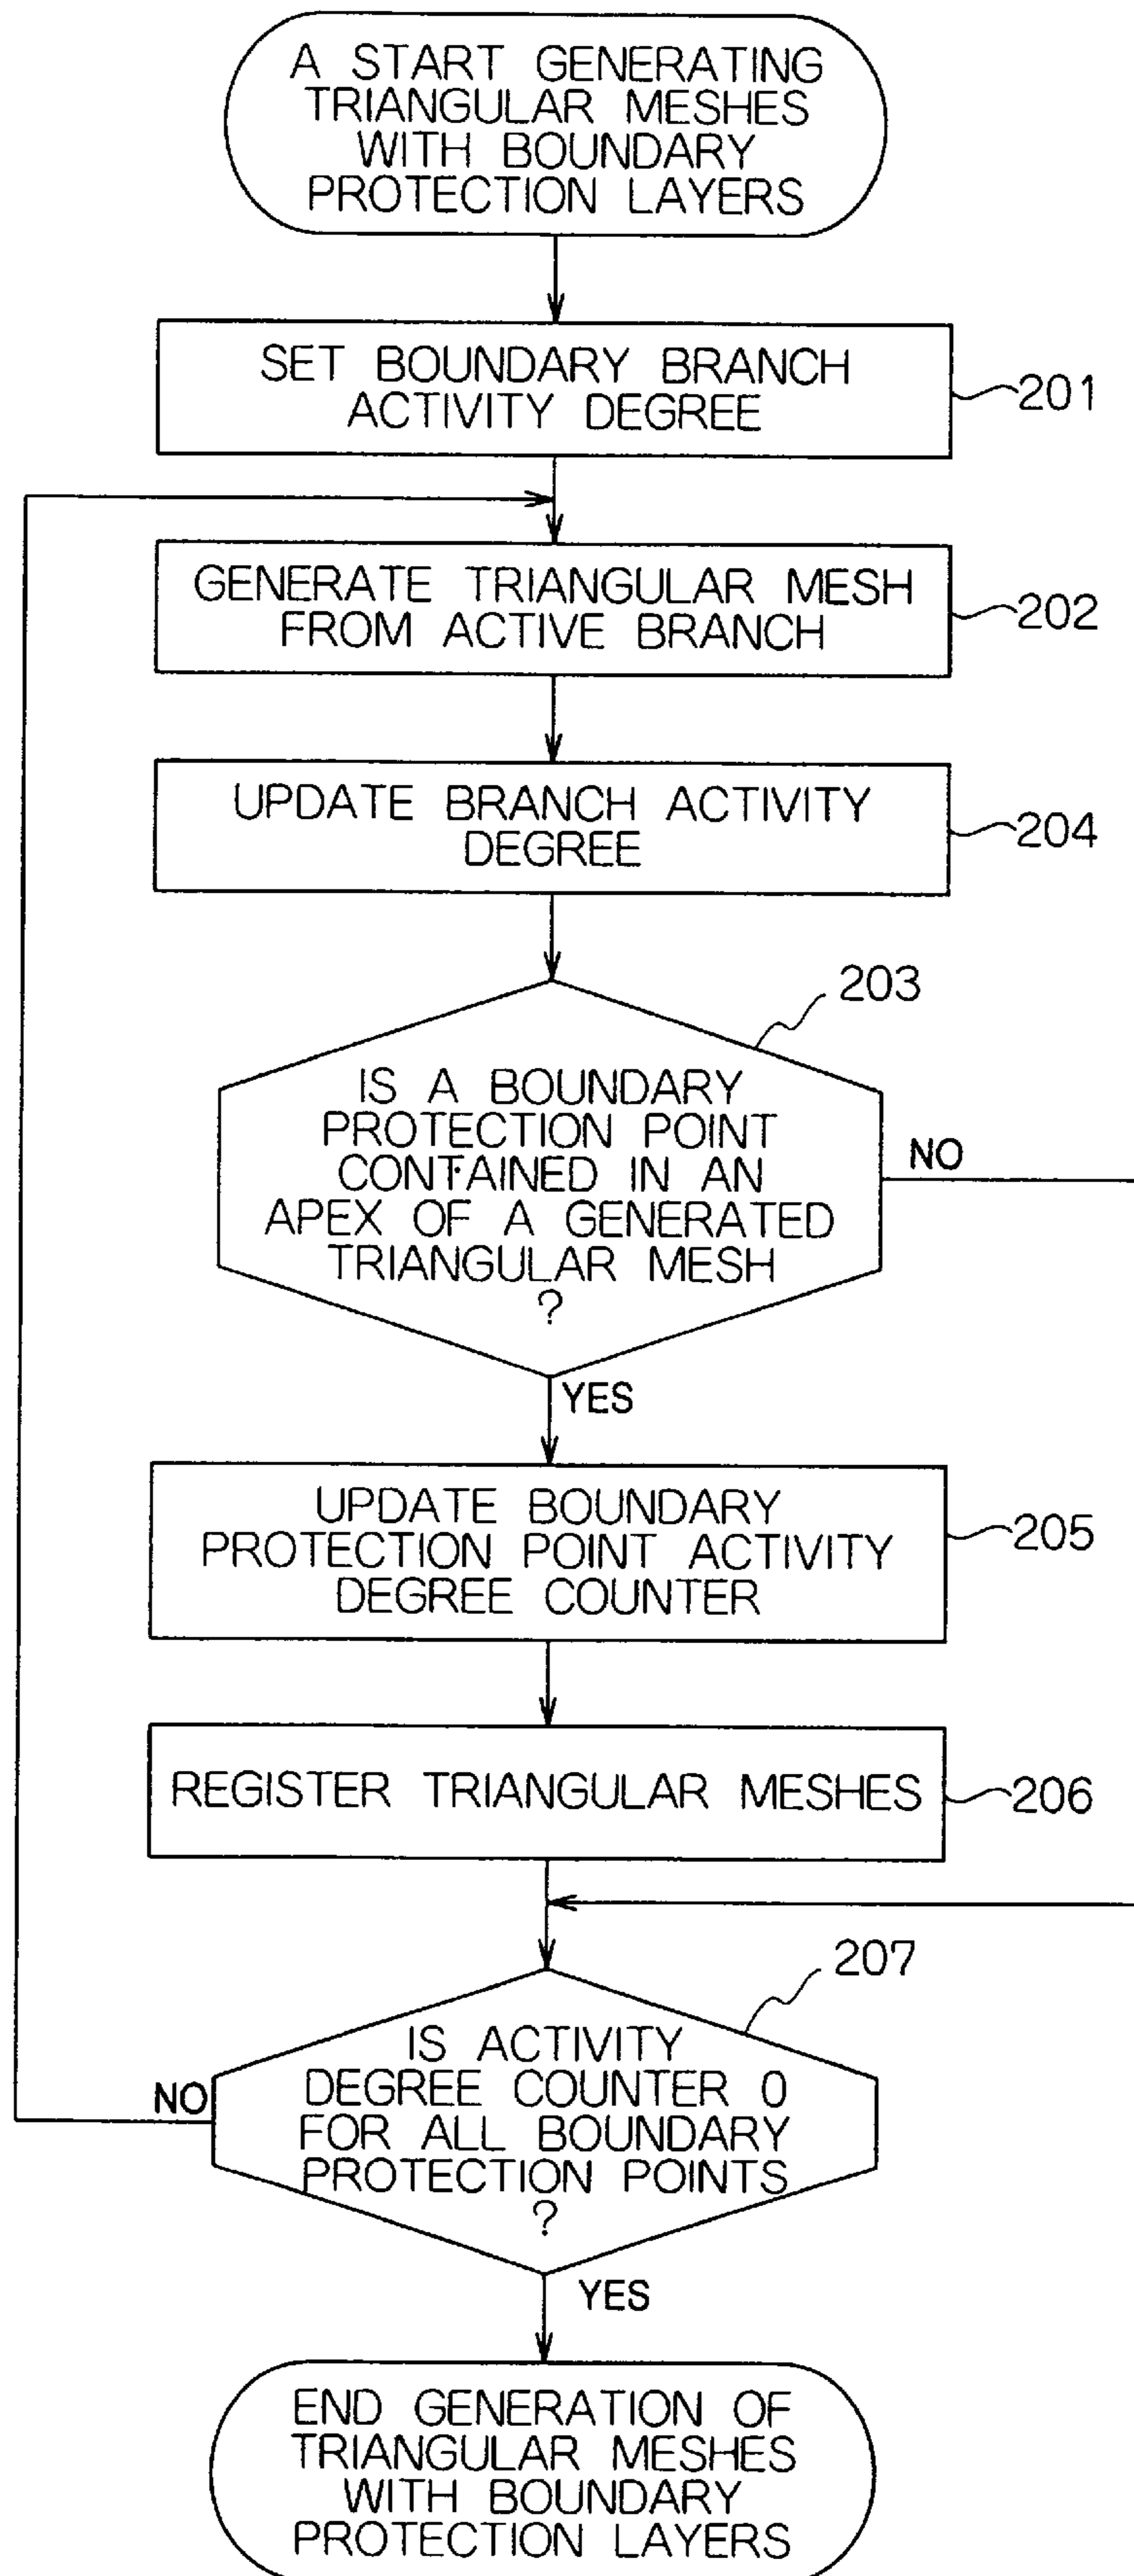 A START GENERATING
TRIANGULAR MESHES
WITH BOUNDARY
PROTECTION LAYERS
SET BOUNDARY BRANCH
ACTIVITY DEGREE
201
GENERATE TRIANGULAR MESH
FROM ACTIVE BRANCH
202
UPDATE BRANCH ACTIVITY
DEGREE
204
203
IS A BOUNDARY
PROTECTION POINT
CONTAINED IN AN
APEX OF A GENERATED
TRIANGULAR MESH
?
NO
YES
UPDATE BOUNDARY
PROTECTION POINT ACTIVITY
DEGREE COUNTER
205
REGISTER TRIANGULAR MESHES
206
207
IS ACTIVITY
DEGREE COUNTER 0
FOR ALL BOUNDARY
PROTECTION POINTS
?
NO
YES
END GENERATION OF
TRIANGULAR MESHES
WITH BOUNDARY
PROTECTION LAYERS